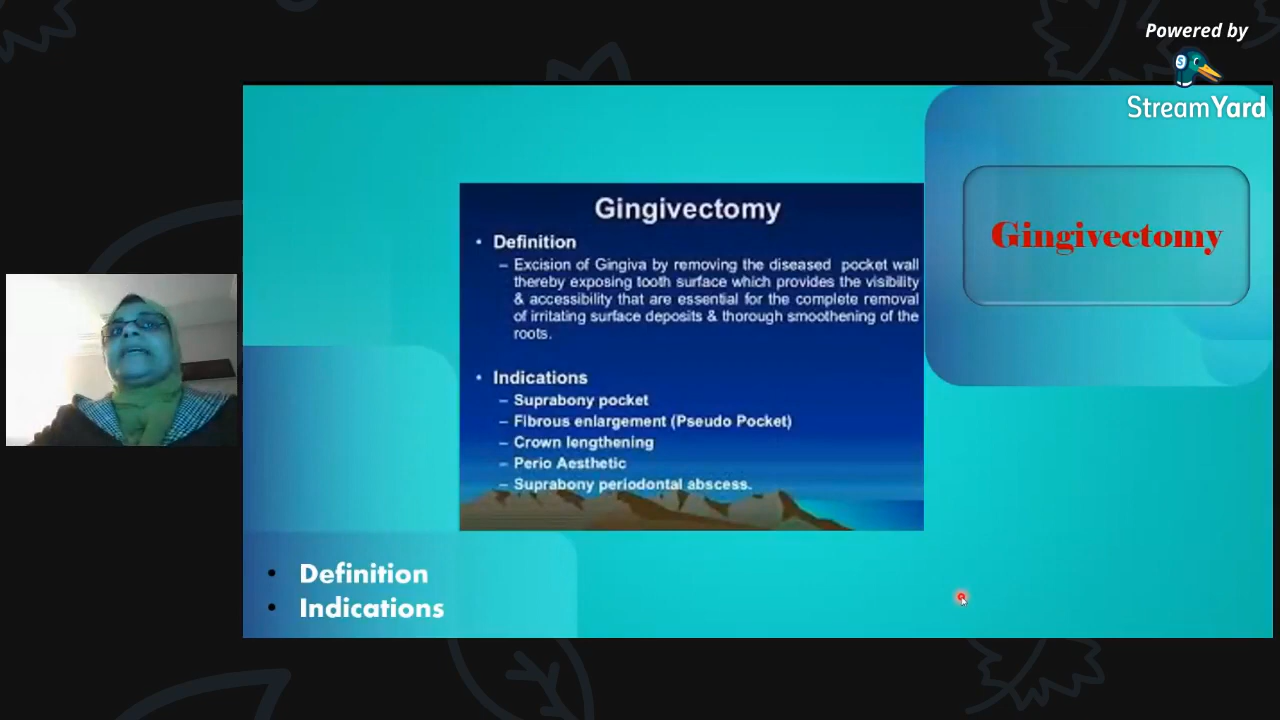 Powered by
StreamYard
Gingivectomy
• Definition
– Excision of Gingiva by removing the diseased pocket wall
thereby exposing tooth surface which provides the visibility
& accessibility that are essential for the complete removal
of irritating surface deposits & thorough smoothening of the
roots.
• Indications
– Suprabony pocket
– Fibrous enlargement (Pseudo Pocket)
– Crown lengthening
– Perio Aesthetic
– Suprabony periodontal abscess.
Gingivectomy
• Definition
• Indications